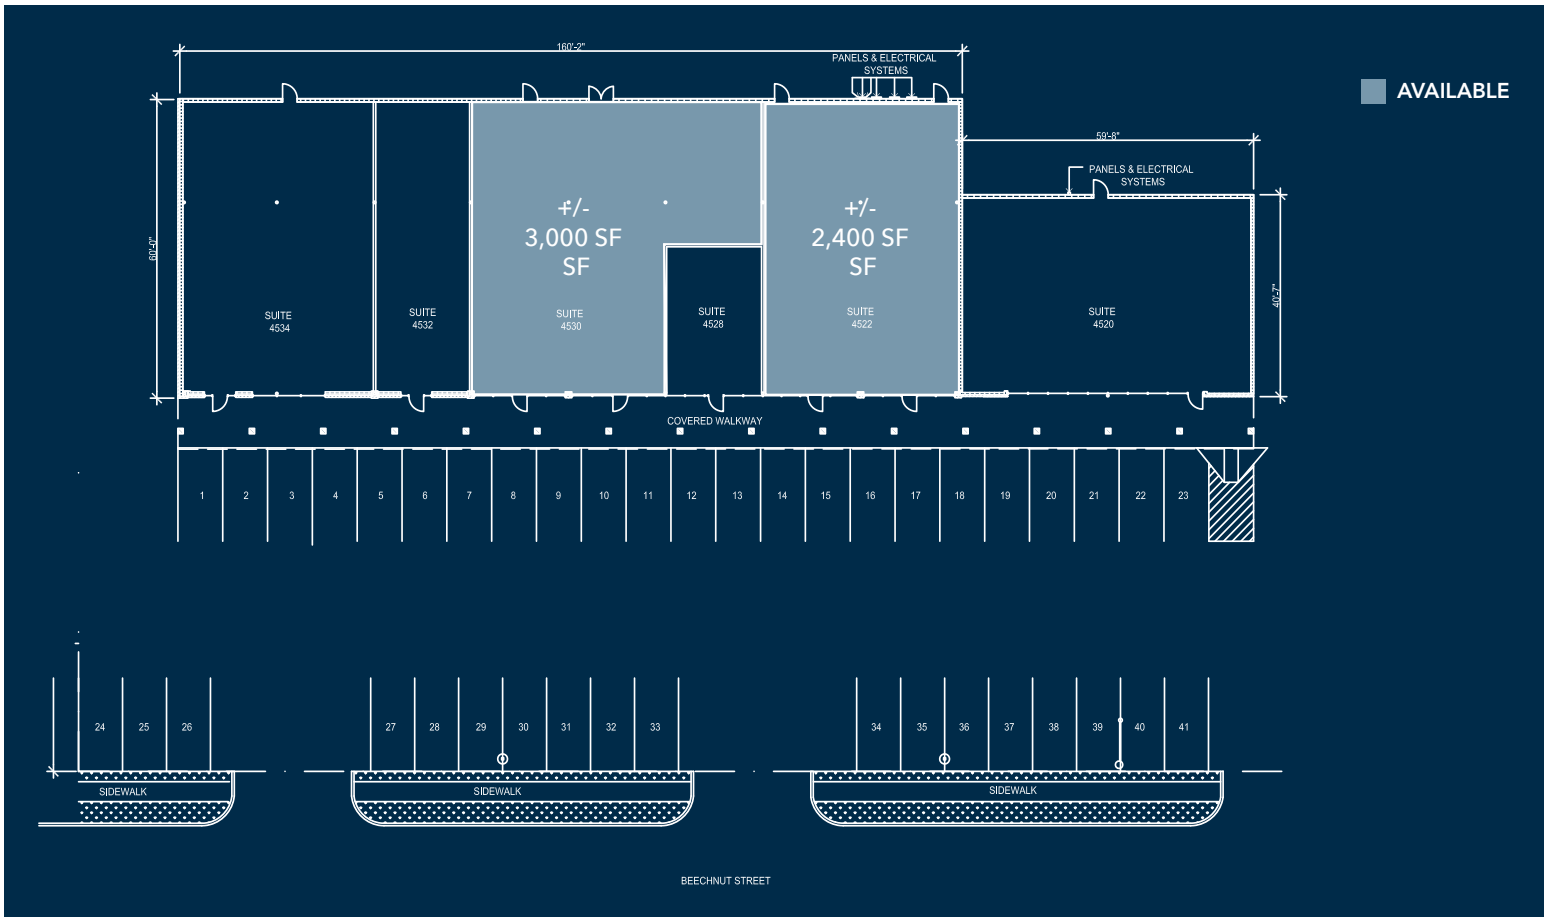 160'-2"
PANELS & ELECTRICAL
SYSTEMS
AVAILABLE
59'-8"
PANELS & ELECTRICAL
SYSTEMS
60'-0"
40'-7"
+/-
3,000 SF
SF
+/-
2,400 SF
SF
SUITE
4534
SUITE
4532
SUITE
4530
SUITE
4528
SUITE
4522
SUITE
4520
COVERED WALKWAY
1 2 3 4 5 6 7 8 9 10 11 12 13 14 15 16 17 18 19 20 21 22 23
24 25 26 27 28 29 30 31 32 33 34 35 36 37 38 39 40 41
SIDEWALK SIDEWALK SIDEWALK
BEECHNUT STREET